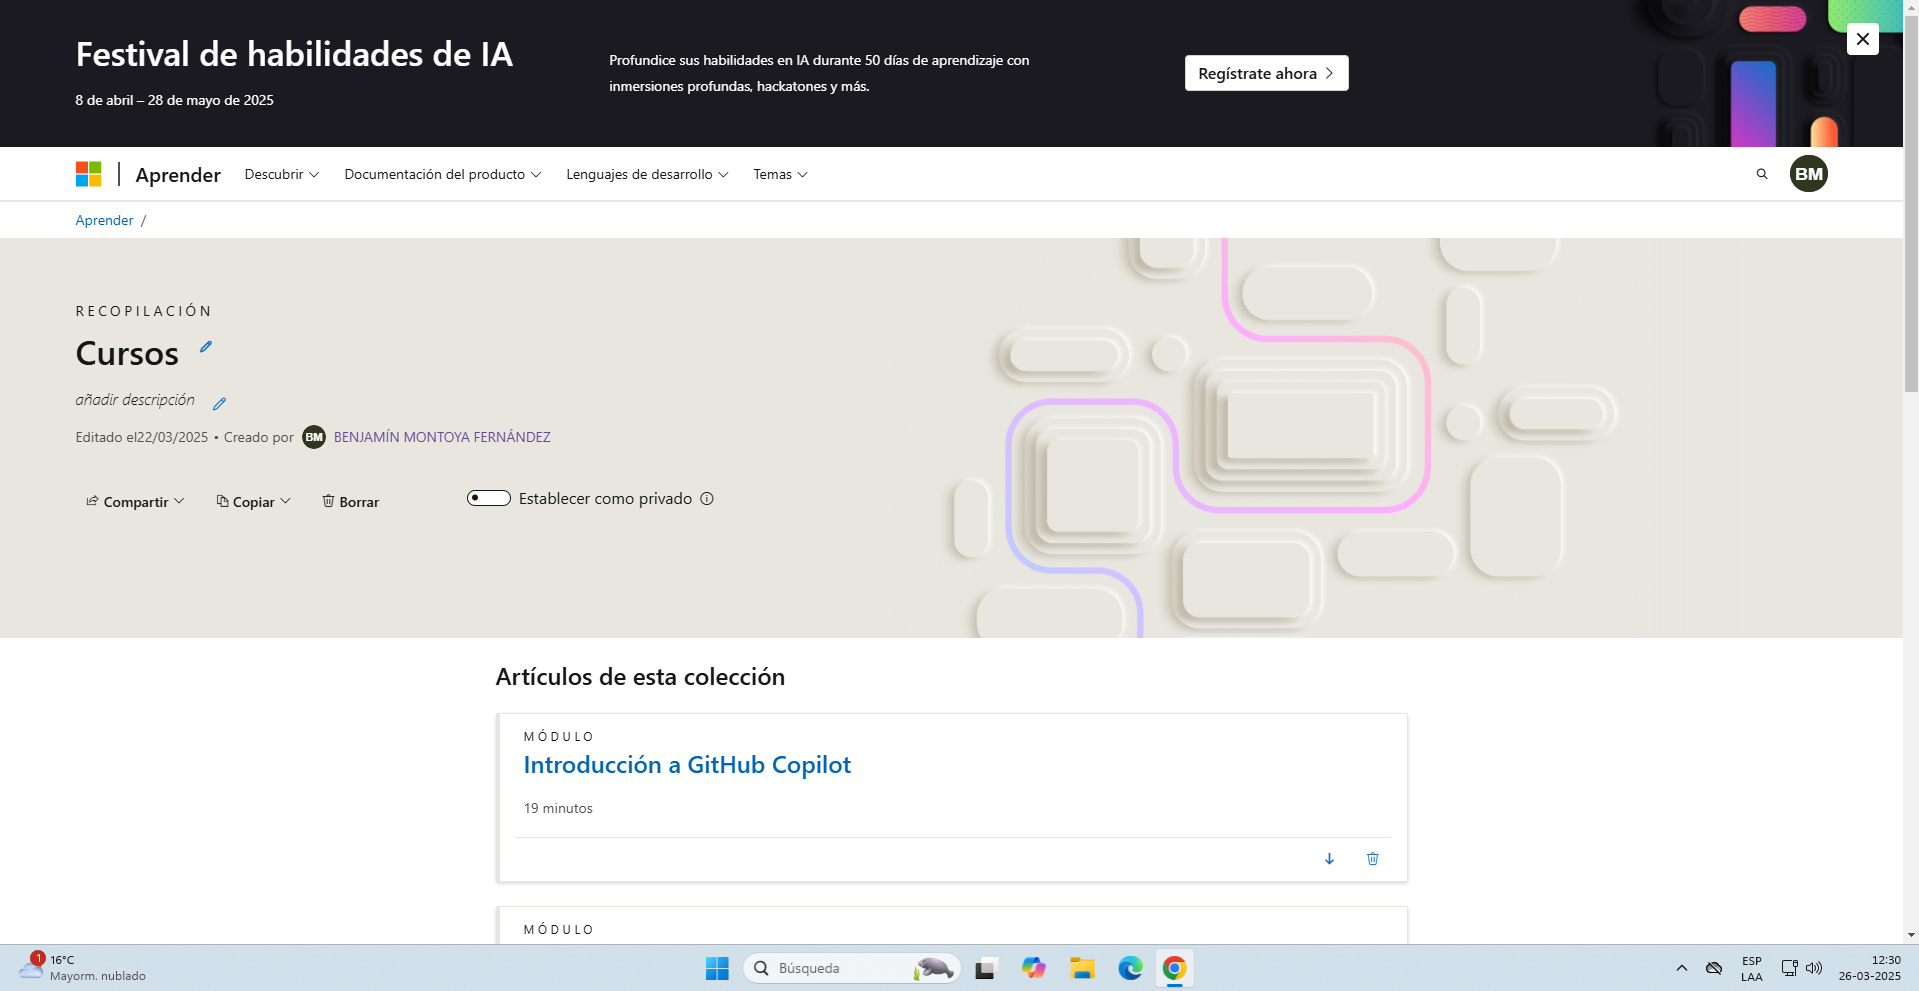 Festival de habilidades de IA
8 de abril – 28 de mayo de 2025
Profundice sus habilidades en IA durante 50 días de aprendizaje con
inmersiones profundas, hackatones y más.
Regístrate ahora
Aprender
Descubrir
Documentación del producto
Lenguajes de desarrollo
Temas
BM
Aprender /
RECOPILACIÓN
Cursos
añadir descripción
Editado el22/03/2025 • Creado por BM BENJAMÍN MONTOYA FERNÁNDEZ
Compartir
Copiar
Borrar
Establecer como privado
Artículos de esta colección
MÓDULO
Introducción a GitHub Copilot
19 minutos
MÓDULO
1
16°C
Mayorm. nublado
Búsqueda
ESP
LAA
12:30
26-03-2025